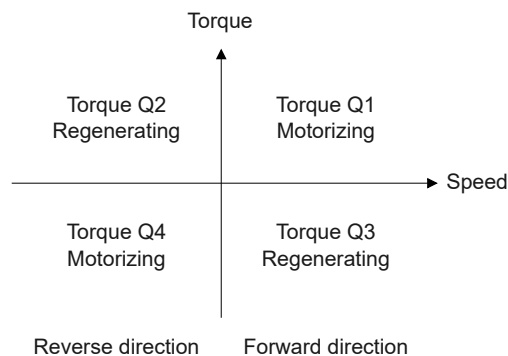 Torque
Torque Q2
Regenerating
Torque Q1
Motorizing
Speed
Torque Q4
Motorizing
Torque Q3
Regenerating
Reverse direction
Forward direction